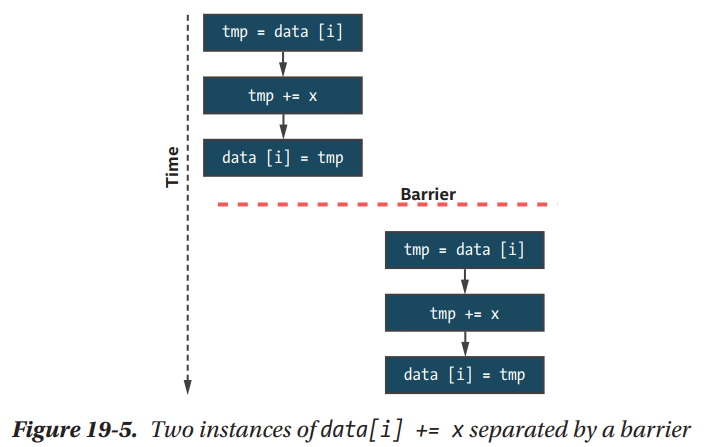 tmp = data [i]
tmp += x
data [i] = tmp
Time
Barrier
tmp = data [i]
tmp += x
data [i] = tmp
Figure 19-5. Two instances of data[i] += x separated by a barrier